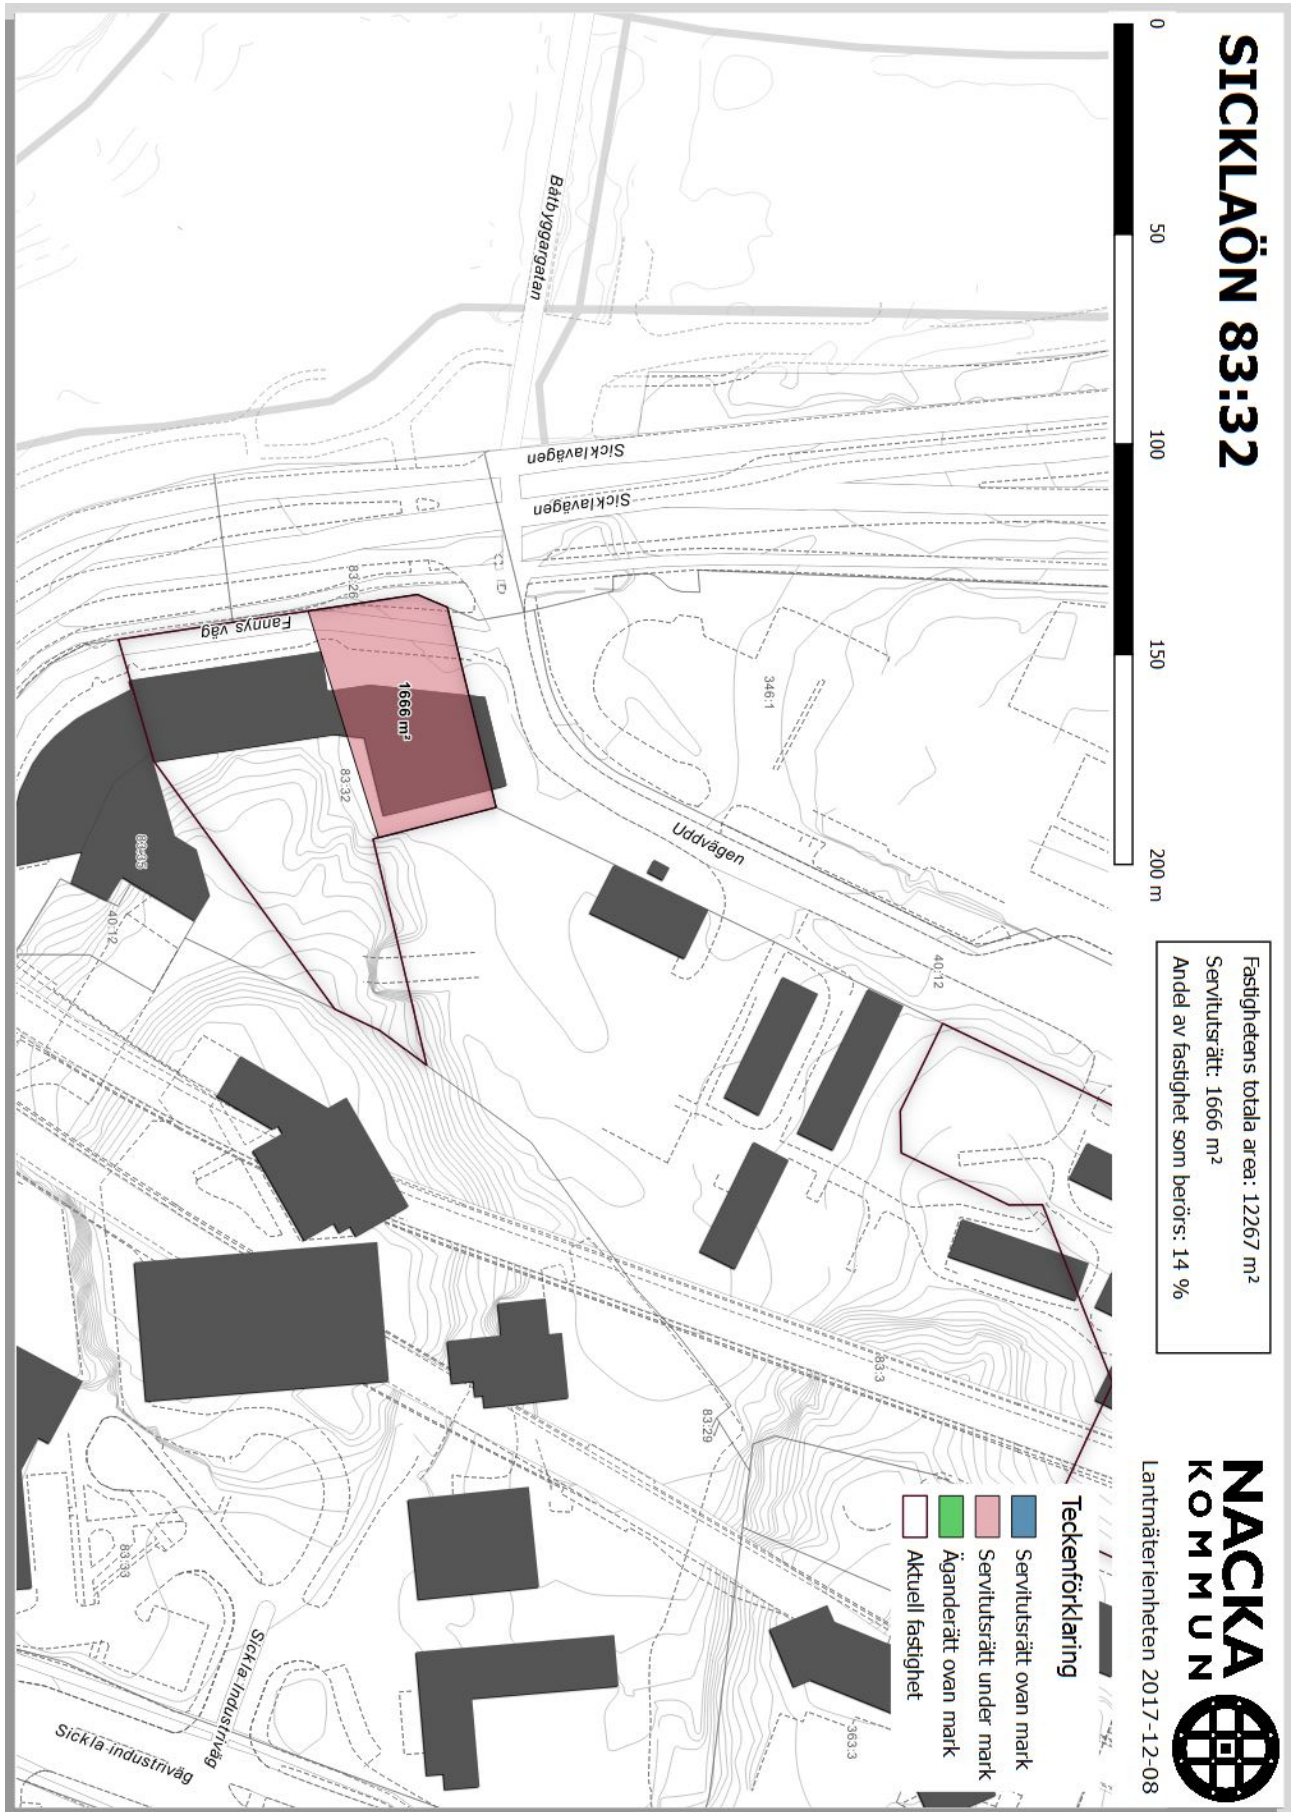 SICKLAÖN 83:32
NACKA
KOMMUN
Lantmäterienheten 2017-12-08
0
50
100
150
200 m
Fastighetens totala area: 12267 m²
Servitutsrätt: 1666 m²
Andel av fastighet som berörs: 14 %
Teckenförklaring
Servitutsrätt ovan mark
Servitutsrätt under mark
Äganderätt ovan mark
Aktuell fastighet
Båtbyggargatan
Sicklavägen
Sicklavägen
346:1
Uddvägen
40:12
83:3
83:29
363:3
83:26
Fannys väg
1666 m²
83:32
83:35
40:12
83:33
Sickla industriväg
Sickla industriväg